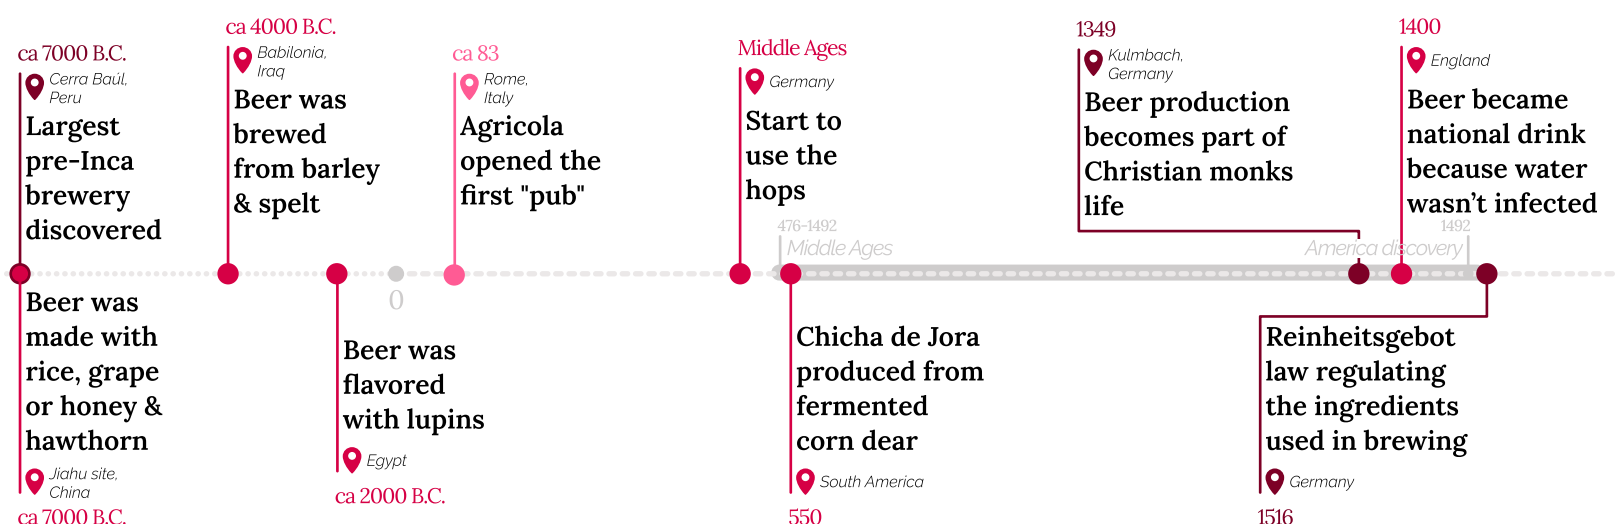 ca 7000 B.C.
Cerra Baúl,
Peru
Largest
pre-Inca
brewery
discovered
ca 4000 B.C.
Babilonia,
Iraq
Beer was
brewed
from barley
& spelt
ca 83
Rome,
Italy
Agricola
opened the
first "pub"
Middle Ages
Germany
Start to
use the
hops
1349
Kulmbach,
Germany
Beer production
becomes part of
Christian monks
life
1400
England
Beer became
national drink
because water
wasn’t infected
476-1492
Middle Ages
1492
America discovery
0
Beer was
made with
rice, grape
or honey &
hawthorn
Jiahu site,
China
ca 7000 B.C.
Beer was
flavored
with lupins
Egypt
ca 2000 B.C.
Chicha de Jora
produced from
fermented
corn dear
South America
550
Reinheitsgebot
law regulating
the ingredients
used in brewing
Germany
1516